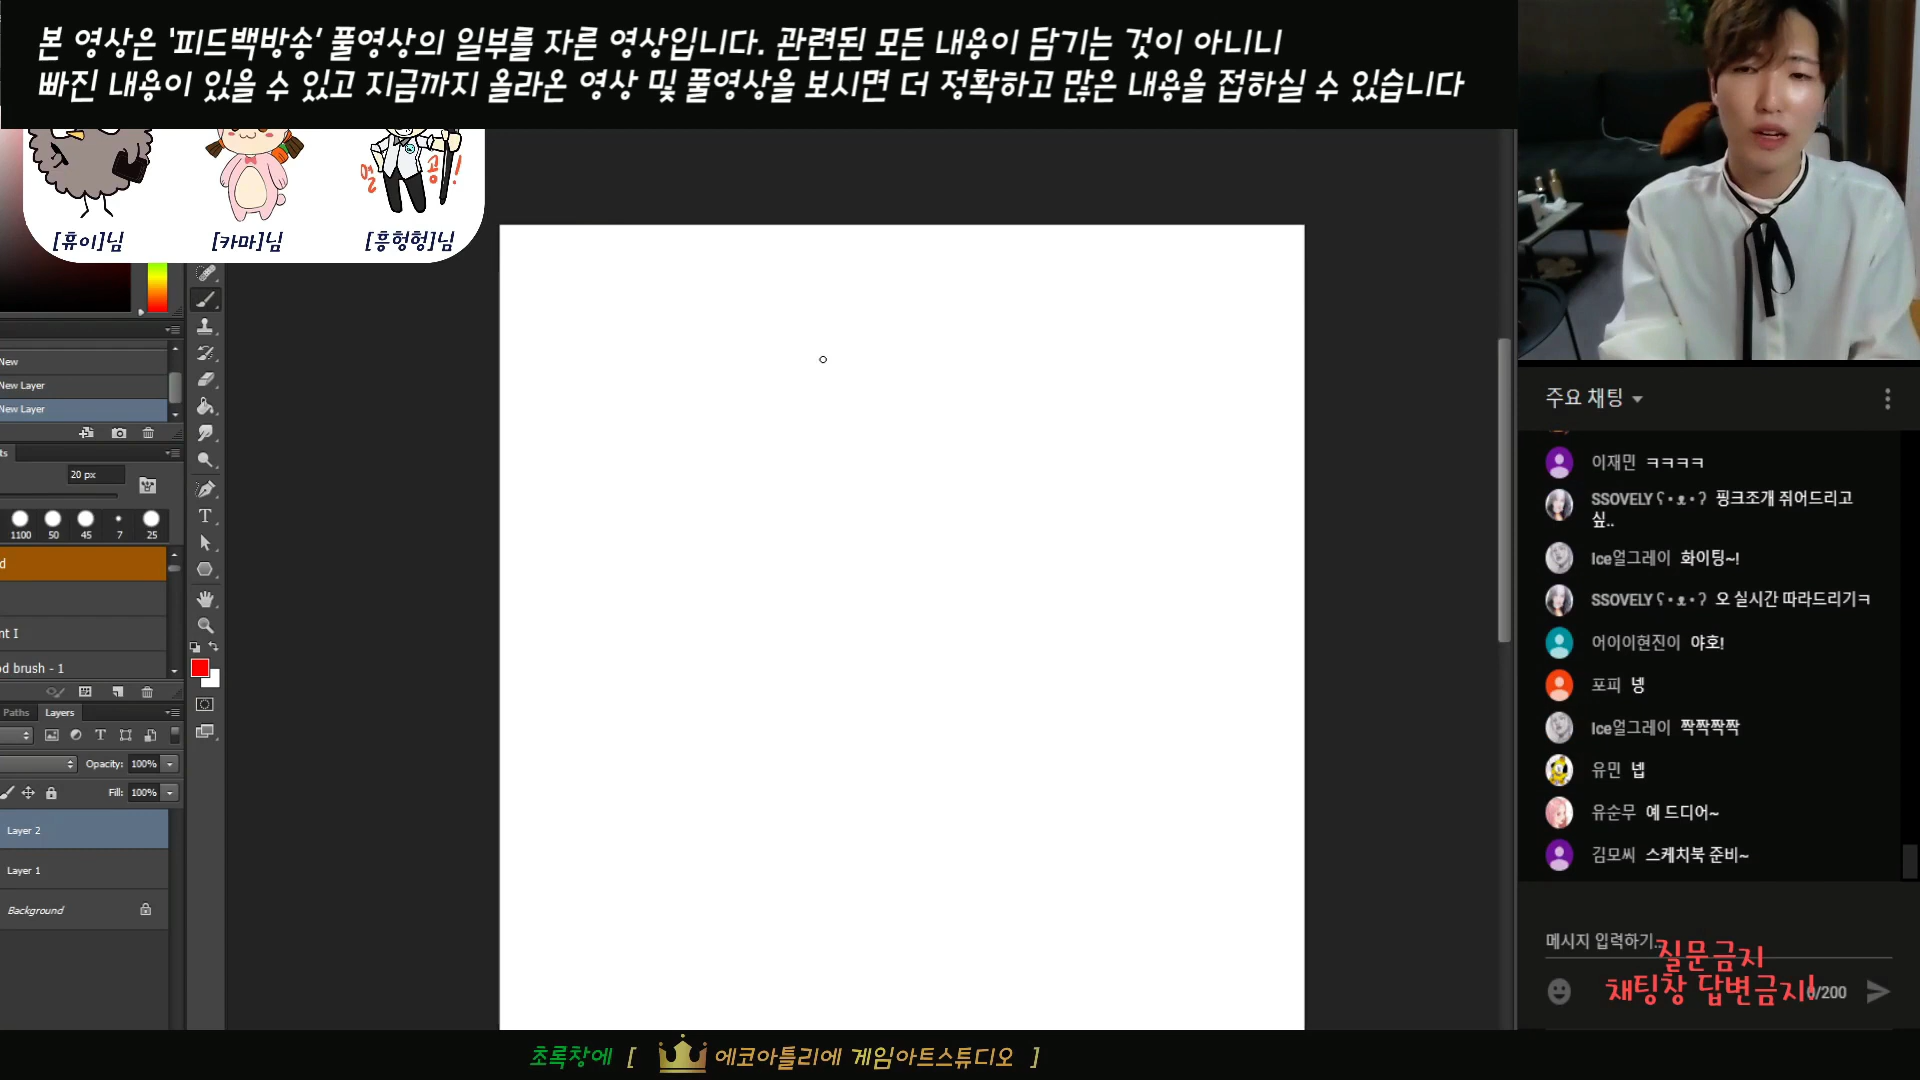 본 영상은 '피드백방송' 풀영상의 일부를 자른 영상입니다. 관련된 모든 내용이 담기는 것이 아니니
빠진 내용이 있을 수 있고 지금까지 올라온 영상 및 풀영상을 보시면 더 정확하고 많은 내용을 접하실 수 있습니다
열 공!
[휴이]님
[카마]님
[흥헝헝]님
New
New Layer
New Layer
ts
20 px
1100
50
45
7
25
d
nt I
od brush - 1
Paths
Layers
Opacity: 100%
Fill: 100%
Layer 2
Layer 1
Background
주요 채팅
이재민 ㅋㅋㅋㅋ
SSOVELY ʕ•ᴥ•ʔ 핑크조개 쥐어드리고
싶..
Ice얼그레이 화이팅~!
SSOVELY ʕ•ᴥ•ʔ 오 실시간 따라드리기ㅋ
어이이현진이 야호!
포피 넹
Ice얼그레이 짝짝짝짝
유민 넵
유순무 예 드디어~
김모씨 스케치북 준비~
메시지 입력하기..
질문금지
채팅창 답변금지!
0/200
초록창에 [ 에코아틀리에 게임아트스튜디오 ]